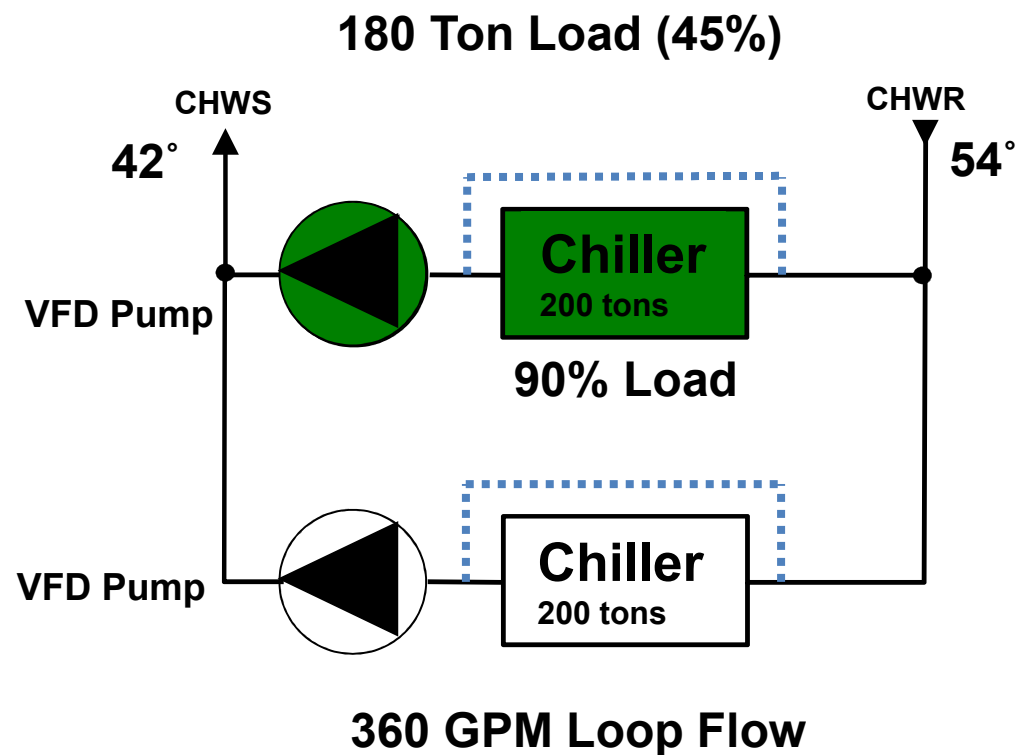 180 Ton Load (45%)
CHWS
CHWR
42˚
54˚
Chiller
200 tons
VFD Pump
90% Load
Chiller
200 tons
VFD Pump
360 GPM Loop Flow